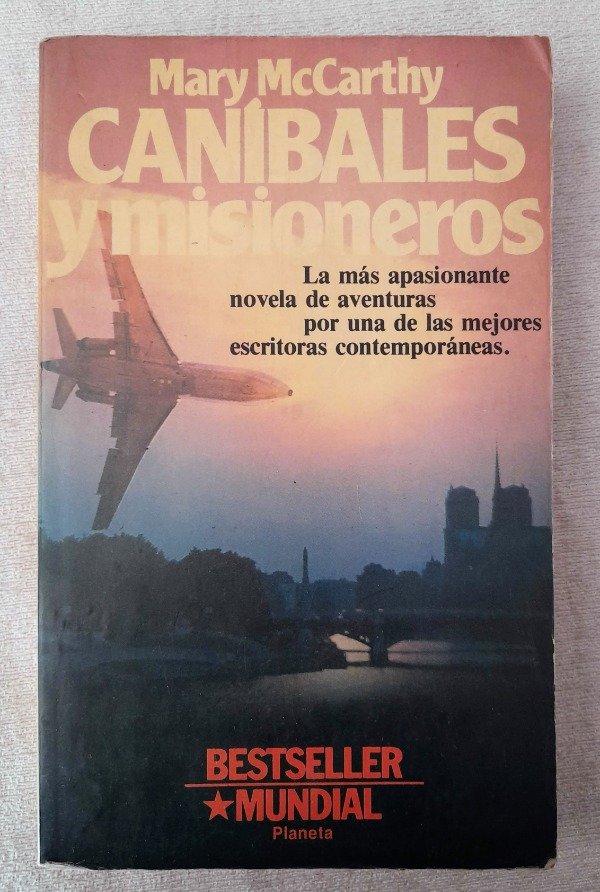 Mary McCarthy
CANÍBALES
y misioneros
La más apasionante
novela de aventuras
por una de las mejores
escritoras contemporáneas.
BESTSELLER
★MUNDIAL
Planeta